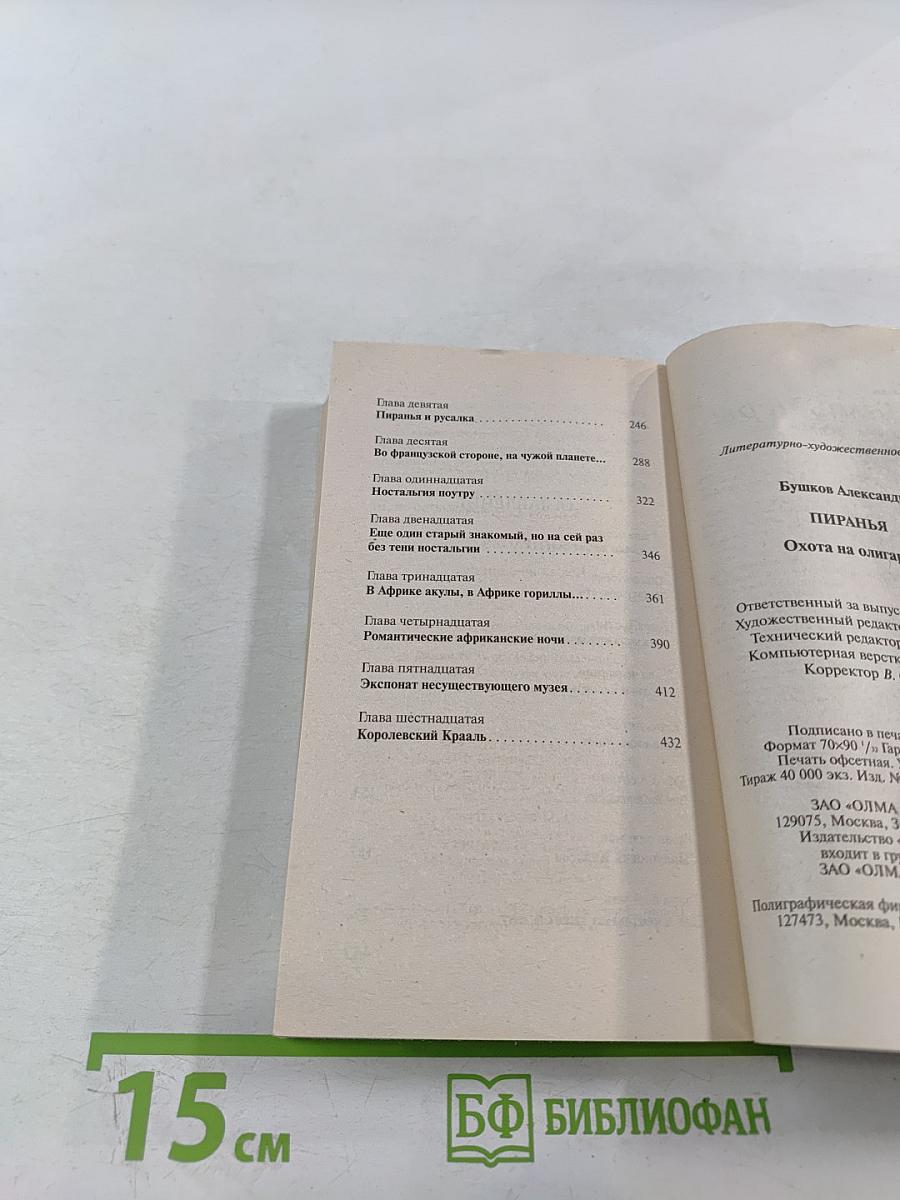 Глава девятая
Пиранья и русалка . . . . . . . . . . . . . . . . . . . . 246
Глава десятая
Во французской стороне, на чужой планете... 288
Глава одиннадцатая
Ностальгия поутру . . . . . . . . . . . . . . . . . . . . 322
Глава двенадцатая
Еще один старый знакомый, но на сей раз
без тени ностальгии . . . . . . . . . . . . . . . . . . . 346
Глава тринадцатая
В Африке акулы, в Африке гориллы... . . . . . 361
Глава четырнадцатая
Романтические африканские ночи . . . . . . . . 390
Глава пятнадцатая
Экспонат несуществующего музея . . . . . . . . 412
Глава шестнадцатая
Королевский Крааль . . . . . . . . . . . . . . . . . . . 432
Литературно-художественное
Бушков Александ
ПИРАНЬЯ
Охота на олигар
Ответственный за выпус
Художественный редакто
Технический редактор
Компьютерная верстк
Корректор В.
Подписано в печа
Формат 70×90 1/32 Гар
Печать офсетная.
Тираж 40 000 экз. Изд. №
ЗАО «ОЛМА
129075, Москва, З
Издательство «
входит в гр
ЗАО «ОЛМ
Полиграфическая фи
127473, Москва,
15 см
БФ БИБЛИОФАН